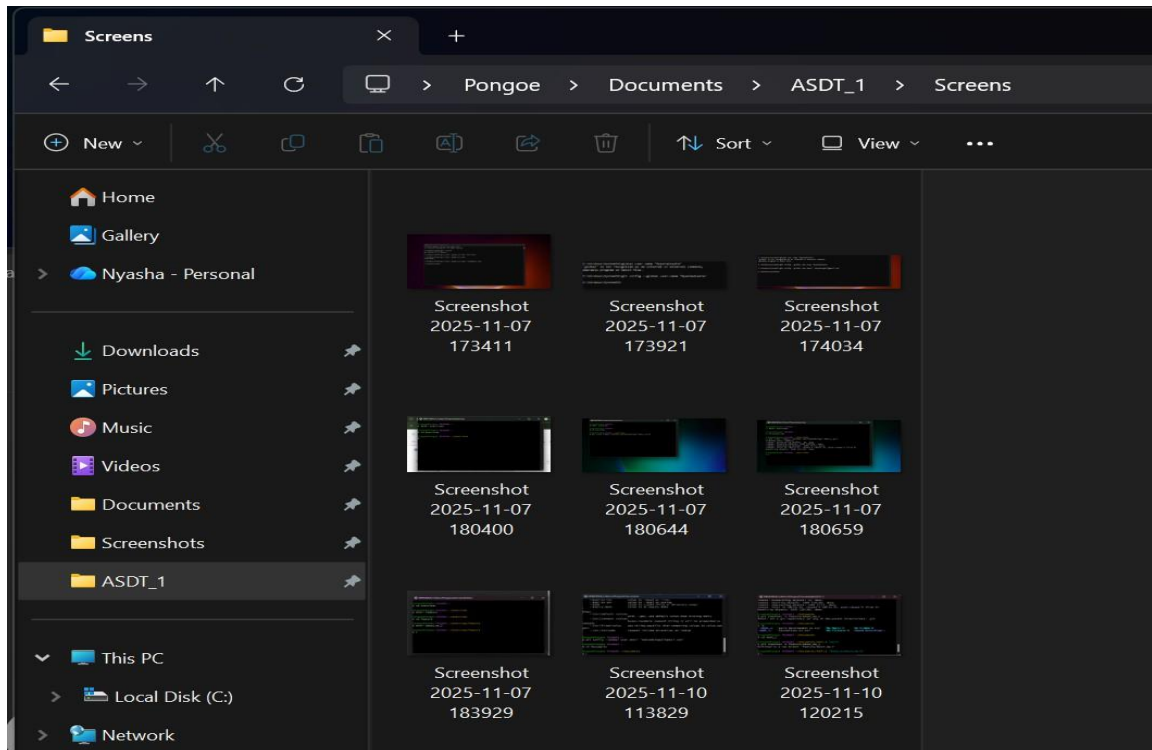 Screens
Pongoe > Documents > ASDT_1 > Screens
New
Sort
View
Home
Gallery
Nyasha - Personal
Downloads
Pictures
Music
Videos
Documents
Screenshots
ASDT_1
This PC
Local Disk (C:)
Network
Screenshot
2025-11-07
173411
Screenshot
2025-11-07
173921
Screenshot
2025-11-07
174034
Screenshot
2025-11-07
180400
Screenshot
2025-11-07
180644
Screenshot
2025-11-07
180659
Screenshot
2025-11-07
183929
Screenshot
2025-11-10
113829
Screenshot
2025-11-10
120215